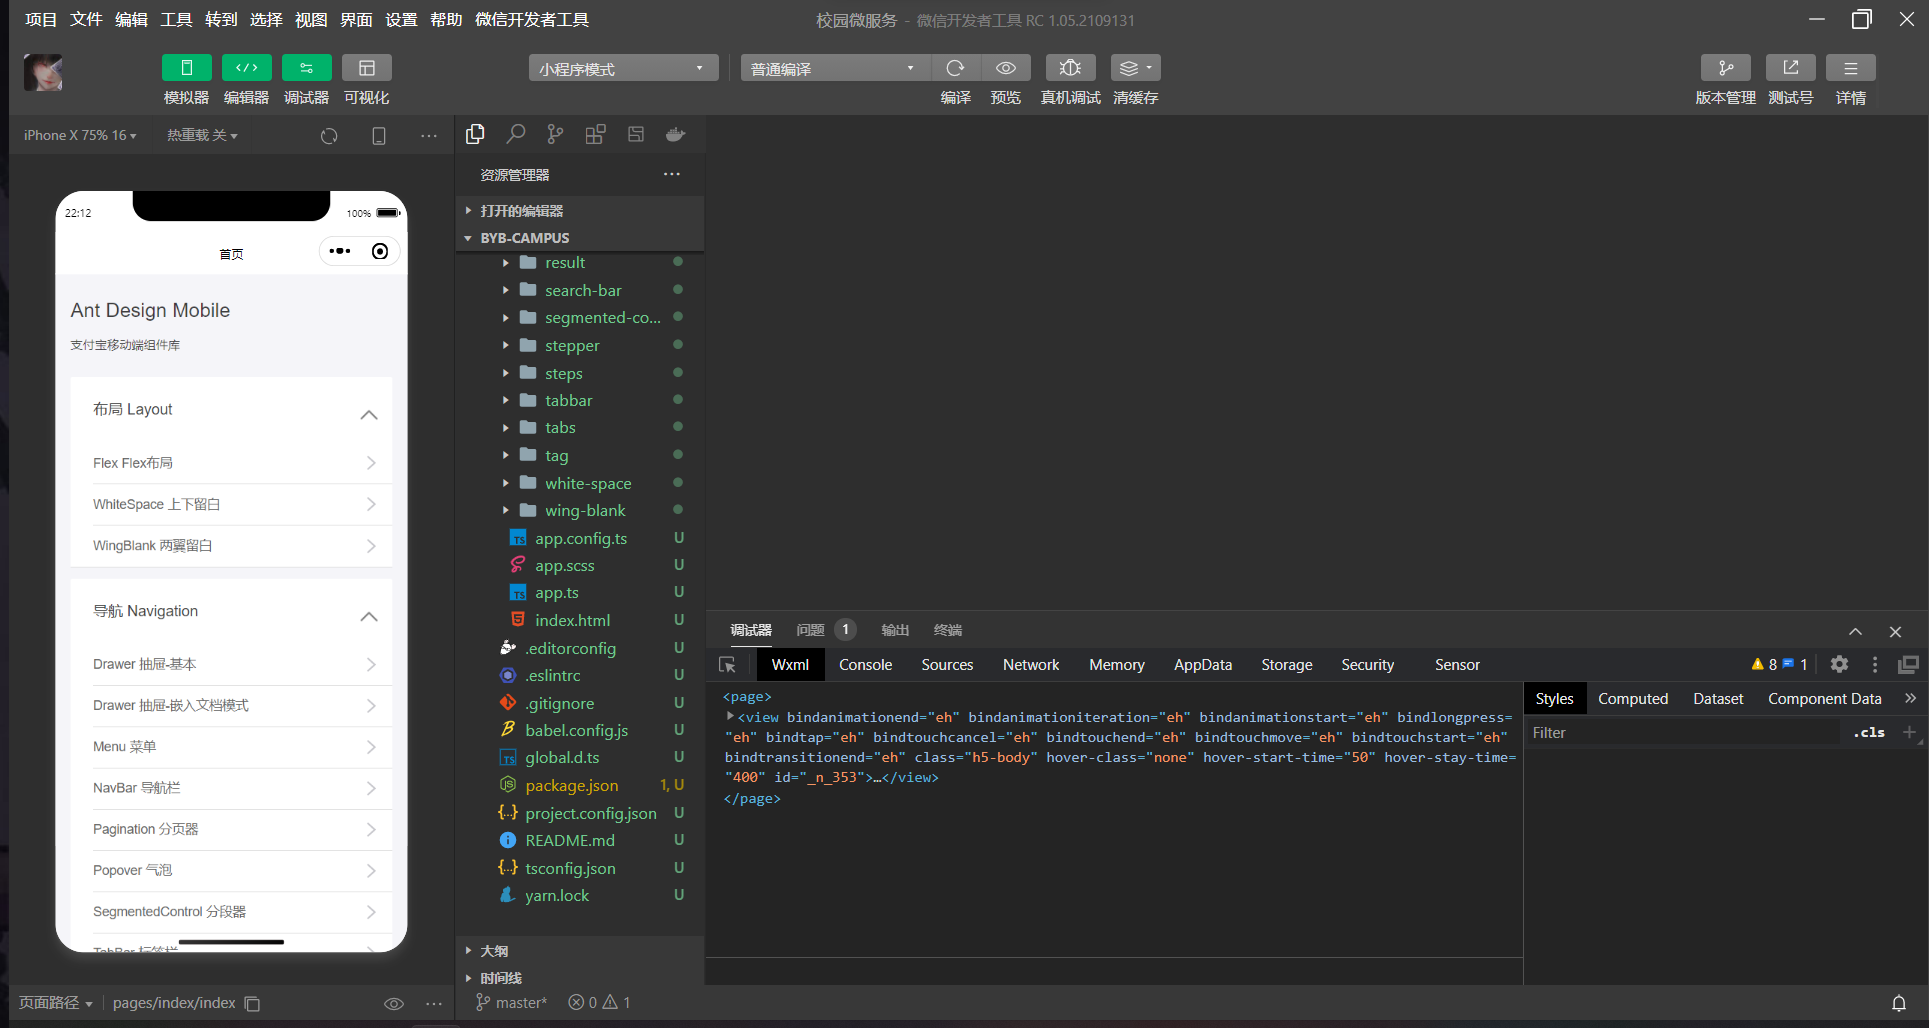 项目 文件 编辑 工具 转到 选择 视图 界面 设置 帮助 微信开发者工具
校园微服务 - 微信开发者工具 RC 1.05.2109131
小程序模式
普通编译
模拟器 编辑器 调试器 可视化
编译 预览 真机调试 清缓存
版本管理 测试号 详情
iPhone X 75% 16
热重载 关
22:12
100%
首页
Ant Design Mobile
支付宝移动端组件库
布局 Layout
Flex Flex布局
WhiteSpace 上下留白
WingBlank 两翼留白
导航 Navigation
Drawer 抽屉-基本
Drawer 抽屉-嵌入文档模式
Menu 菜单
NavBar 导航栏
Pagination 分页器
Popover 气泡
SegmentedControl 分段器
TabBar 标签栏
页面路径
pages/index/index
资源管理器
打开的编辑器
BYB-CAMPUS
result
search-bar
segmented-co...
stepper
steps
tabbar
tabs
tag
white-space
wing-blank
TS app.config.ts U
app.scss U
TS app.ts U
index.html U
.editorconfig U
.eslintrc U
.gitignore U
babel.config.js U
TS global.d.ts U
package.json 1, U
project.config.json U
README.md U
tsconfig.json U
yarn.lock U
大纲
时间线
master*
0
1
调试器 问题 1 输出 终端
Wxml Console Sources Network Memory AppData Storage Security Sensor
8 1
<page>
<view bindanimationend="eh" bindanimationiteration="eh" bindanimationstart="eh" bindlongpress=
"eh" bindtap="eh" bindtouchcancel="eh" bindtouchend="eh" bindtouchmove="eh" bindtouchstart="eh"
bindtransitionend="eh" class="h5-body" hover-class="none" hover-start-time="50" hover-stay-time=
"400" id="_n_353">…</view>
</page>
Styles Computed Dataset Component Data
Filter
.cls